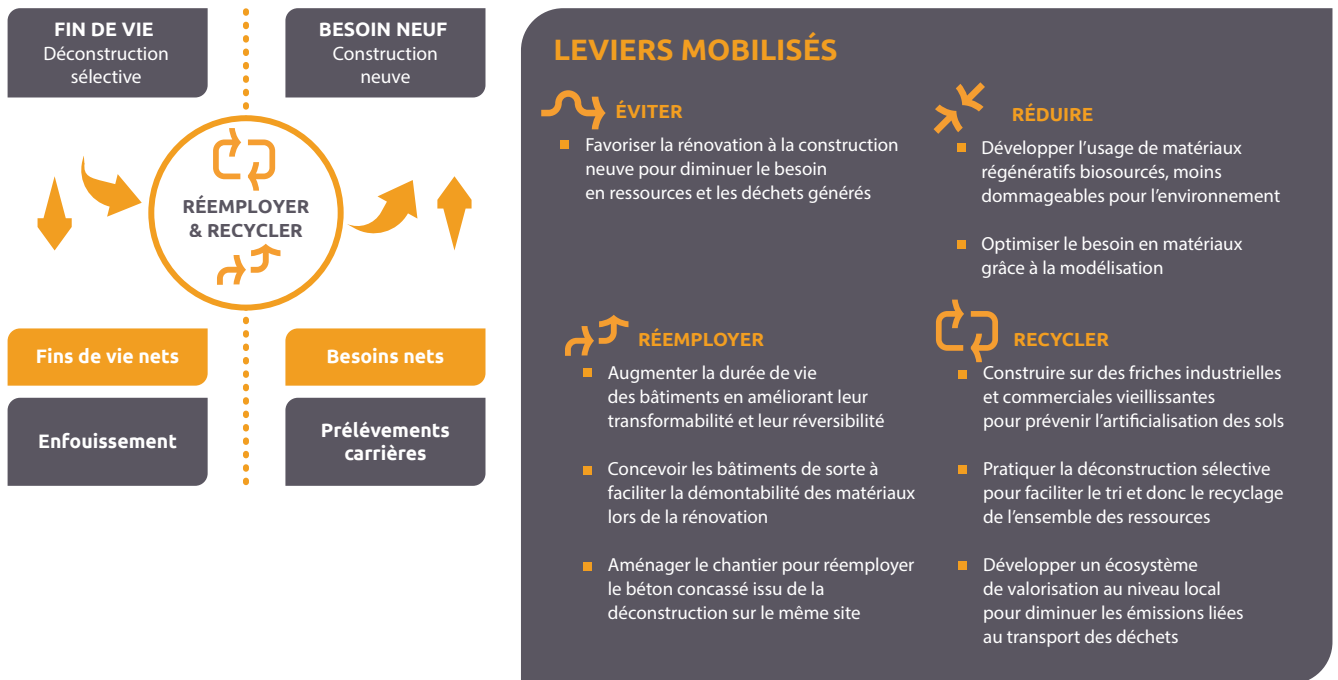 FIN DE VIE
Déconstruction
sélective
BESOIN NEUF
Construction
neuve
RÉEMPLOYER
& RECYCLER
Fins de vie nets
Besoins nets
Enfouissement
Prélévements
carrières
LEVIERS MOBILISÉS
ÉVITER
Favoriser la rénovation à la construction
neuve pour diminuer le besoin
en ressources et les déchets générés
RÉDUIRE
Développer l’usage de matériaux
régénératifs biosourcés, moins
dommageables pour l’environnement
Optimiser le besoin en matériaux
grâce à la modélisation
RÉEMPLOYER
Augmenter la durée de vie
des bâtiments en améliorant leur
transformabilité et leur réversibilité
Concevoir les bâtiments de sorte à
faciliter la démontabilité des matériaux
lors de la rénovation
Aménager le chantier pour réemployer
le béton concassé issu de la
déconstruction sur le même site
RECYCLER
Construire sur des friches industrielles
et commerciales vieillissantes
pour prévenir l’artificialisation des sols
Pratiquer la déconstruction sélective
pour faciliter le tri et donc le recyclage
de l’ensemble des ressources
Développer un écosystème
de valorisation au niveau local
pour diminuer les émissions liées
au transport des déchets